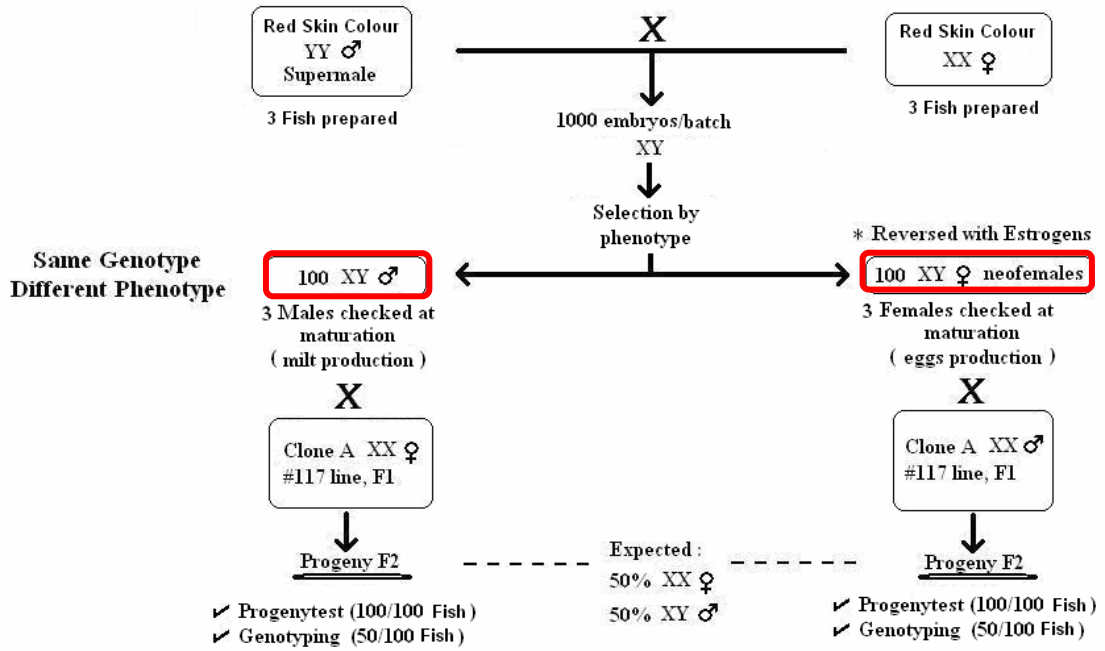 Red Skin Colour
YY ♂
Supermale
3 Fish prepared
X
Red Skin Colour
XX ♀
3 Fish prepared
1000 embryos/batch
XY
Selection by
phenotype
Same Genotype
Different Phenotype
100 XY ♂
3 Males checked at
maturation
( milt production )
* Reversed with Estrogens
100 XY ♀ neofemales
3 Females checked at
maturation
( eggs production )
X
X
Clone A XX ♀
#117 line, F1
Clone A XX ♂
#117 line, F1
Progeny F2
Expected :
50% XX ♀
50% XY ♂
Progeny F2
✓ Progenytest (100/100 Fish)
✓ Genotyping (50/100 Fish)
✓ Progenytest (100/100 Fish)
✓ Genotyping (50/100 Fish)